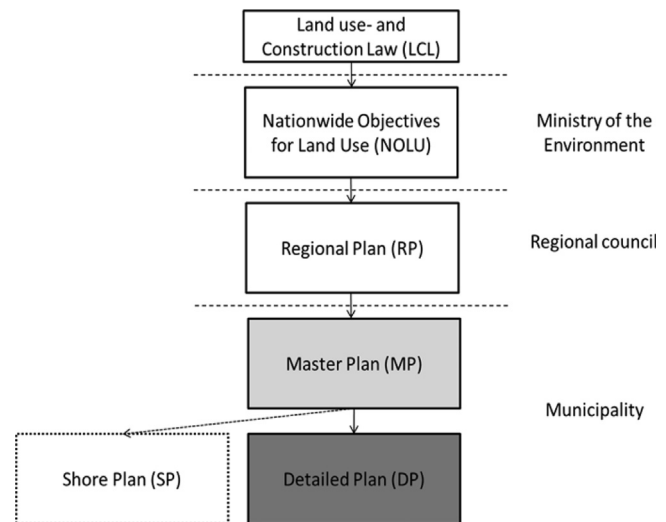 Land use- and
Construction Law (LCL)
Nationwide Objectives
for Land Use (NOLU)
Ministry of the
Environment
Regional Plan (RP)
Regional council
Master Plan (MP)
Municipality
Shore Plan (SP)
Detailed Plan (DP)